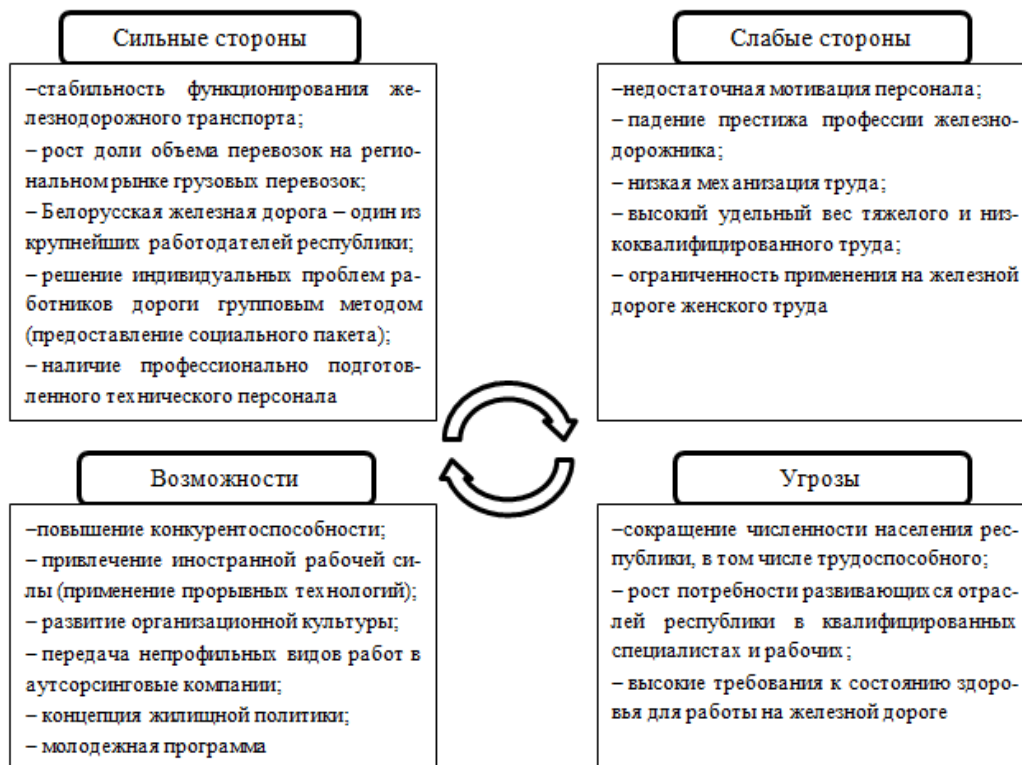 Сильные стороны
–стабильность функционирования же-
лезнодорожного транспорта;
– рост доли объема перевозок на регио-
нальном рынке грузовых перевозок;
– Белорусская железная дорога – один из
крупнейших работодателей республики;
– решение индивидуальных проблем ра-
ботников дороги групповым методом
(предоставление социального пакета);
– наличие профессионально подготов-
ленного технического персонала
Слабые стороны
–недостаточная мотивация персонала;
– падение престижа профессии железно-
дорожника;
– низкая механизация труда;
– высокий удельный вес тяжелого и низ-
коквалифицированного труда;
– ограниченность применения на железной
дороге женского труда
Возможности
–повышение конкурентоспособности;
– привлечение иностранной рабочей си-
лы (применение прорывных технологий);
– развитие организационной культуры;
– передача непрофильных видов работ в
аутсорсинговые компании;
– концепция жилищной политики;
– молодежная программа
Угрозы
–сокращение численности населения рес-
публики, в том числе трудоспособного;
– рост потребности развивающихся отрас-
лей республики в квалифицированных
специалистах и рабочих;
– высокие требования к состоянию здоро-
вья для работы на железной дороге